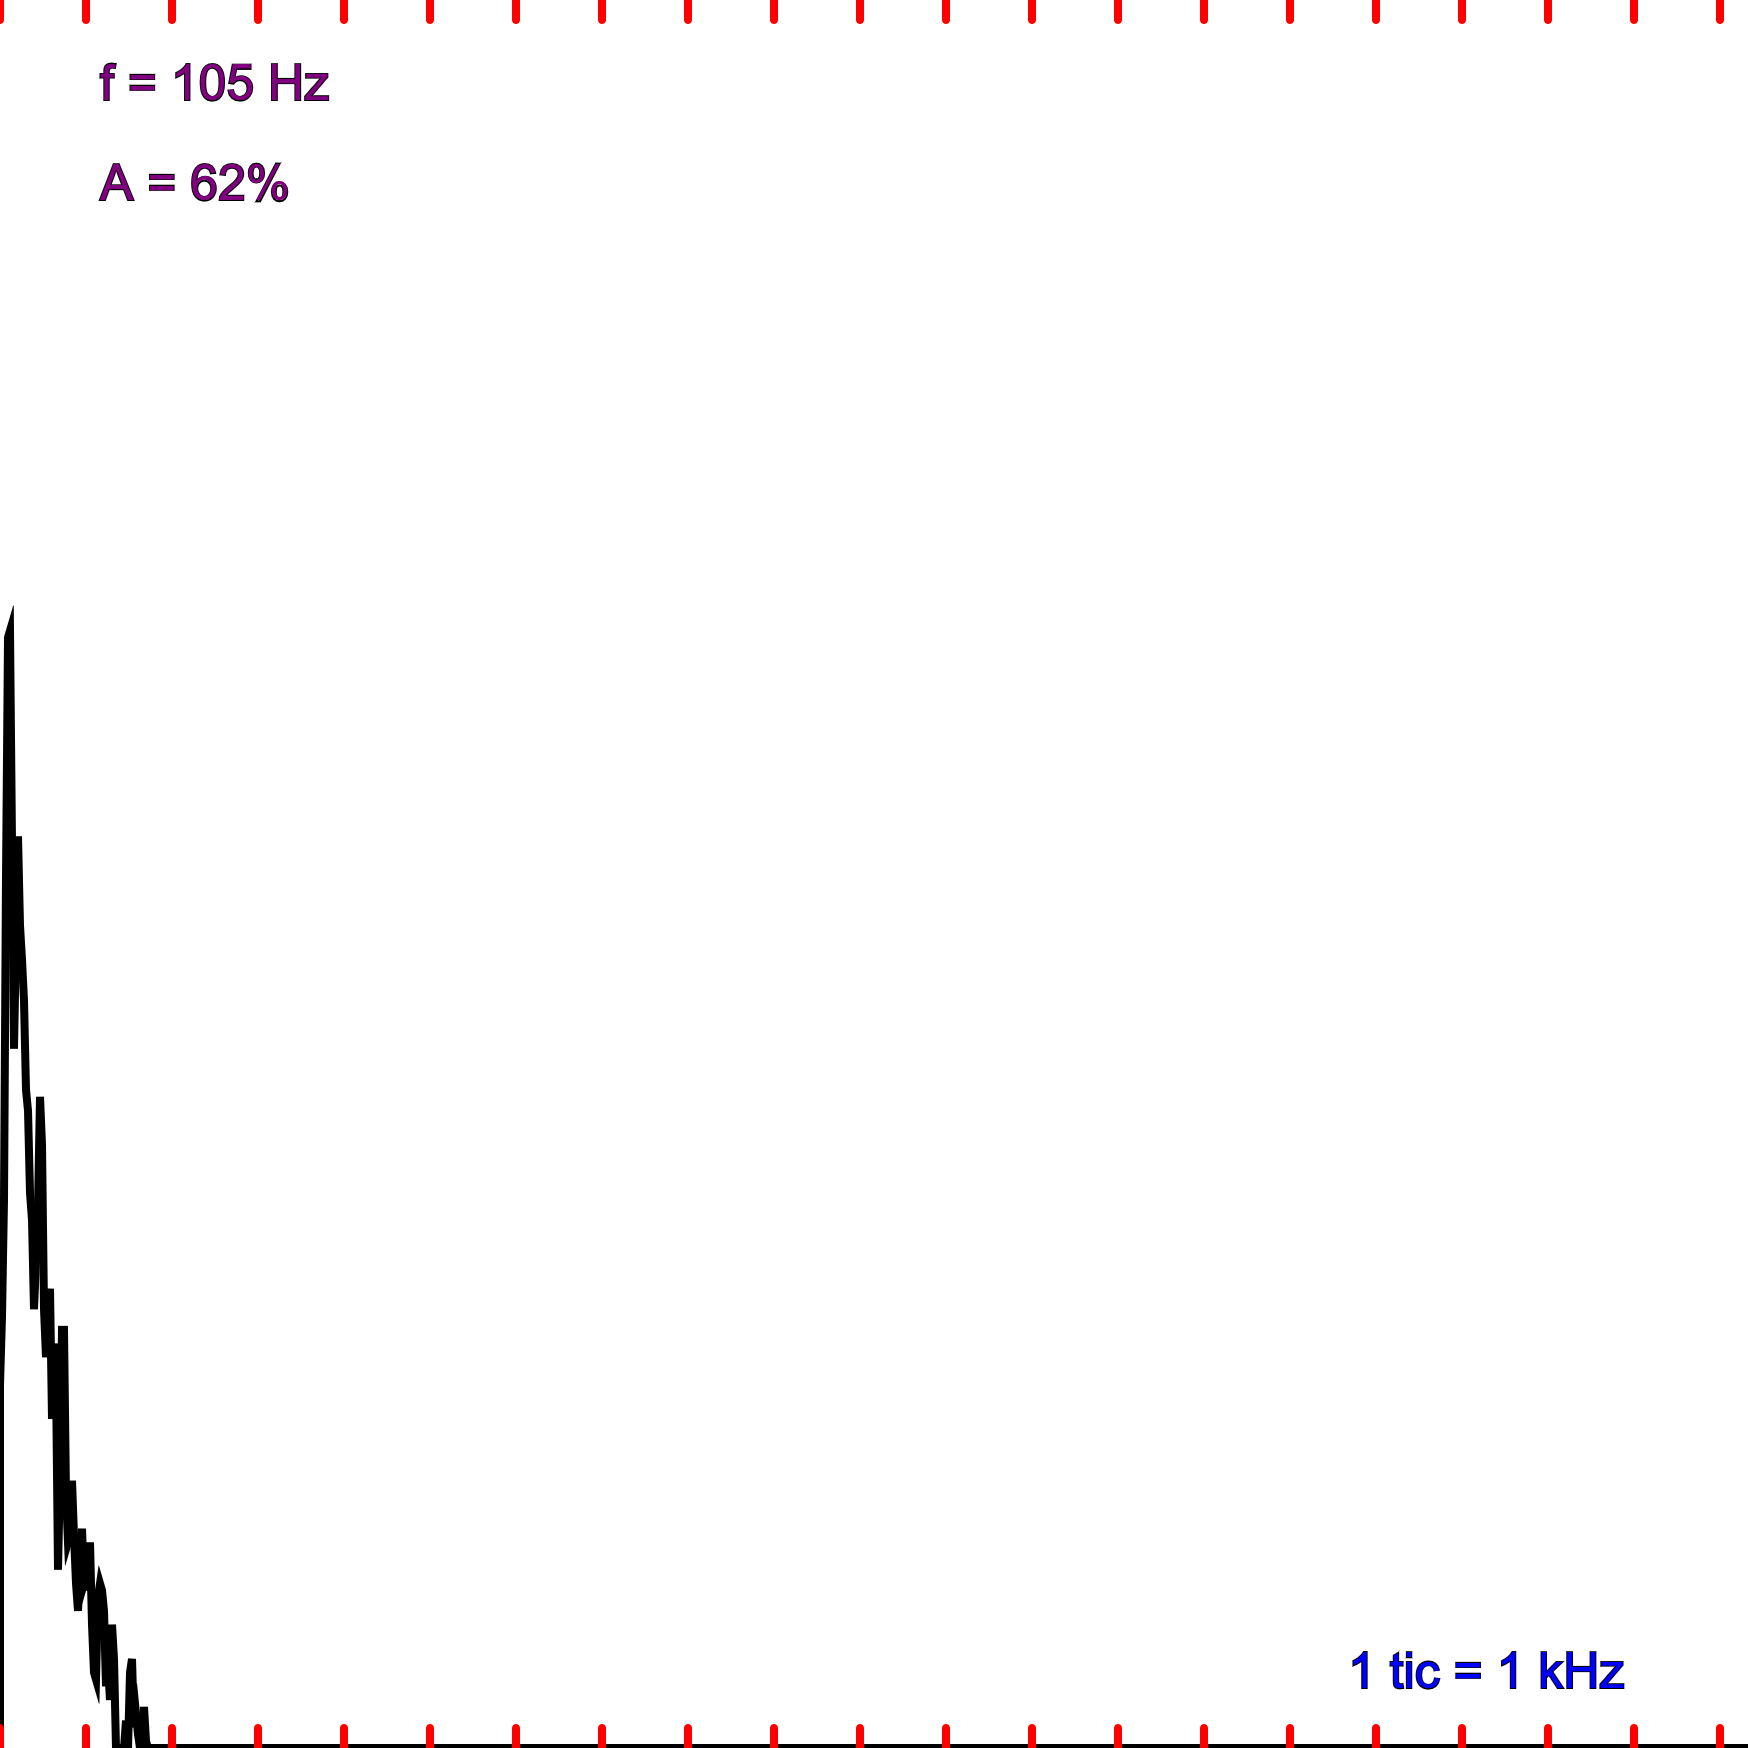 f = 105 Hz
A = 62%
1 tic = 1 kHz